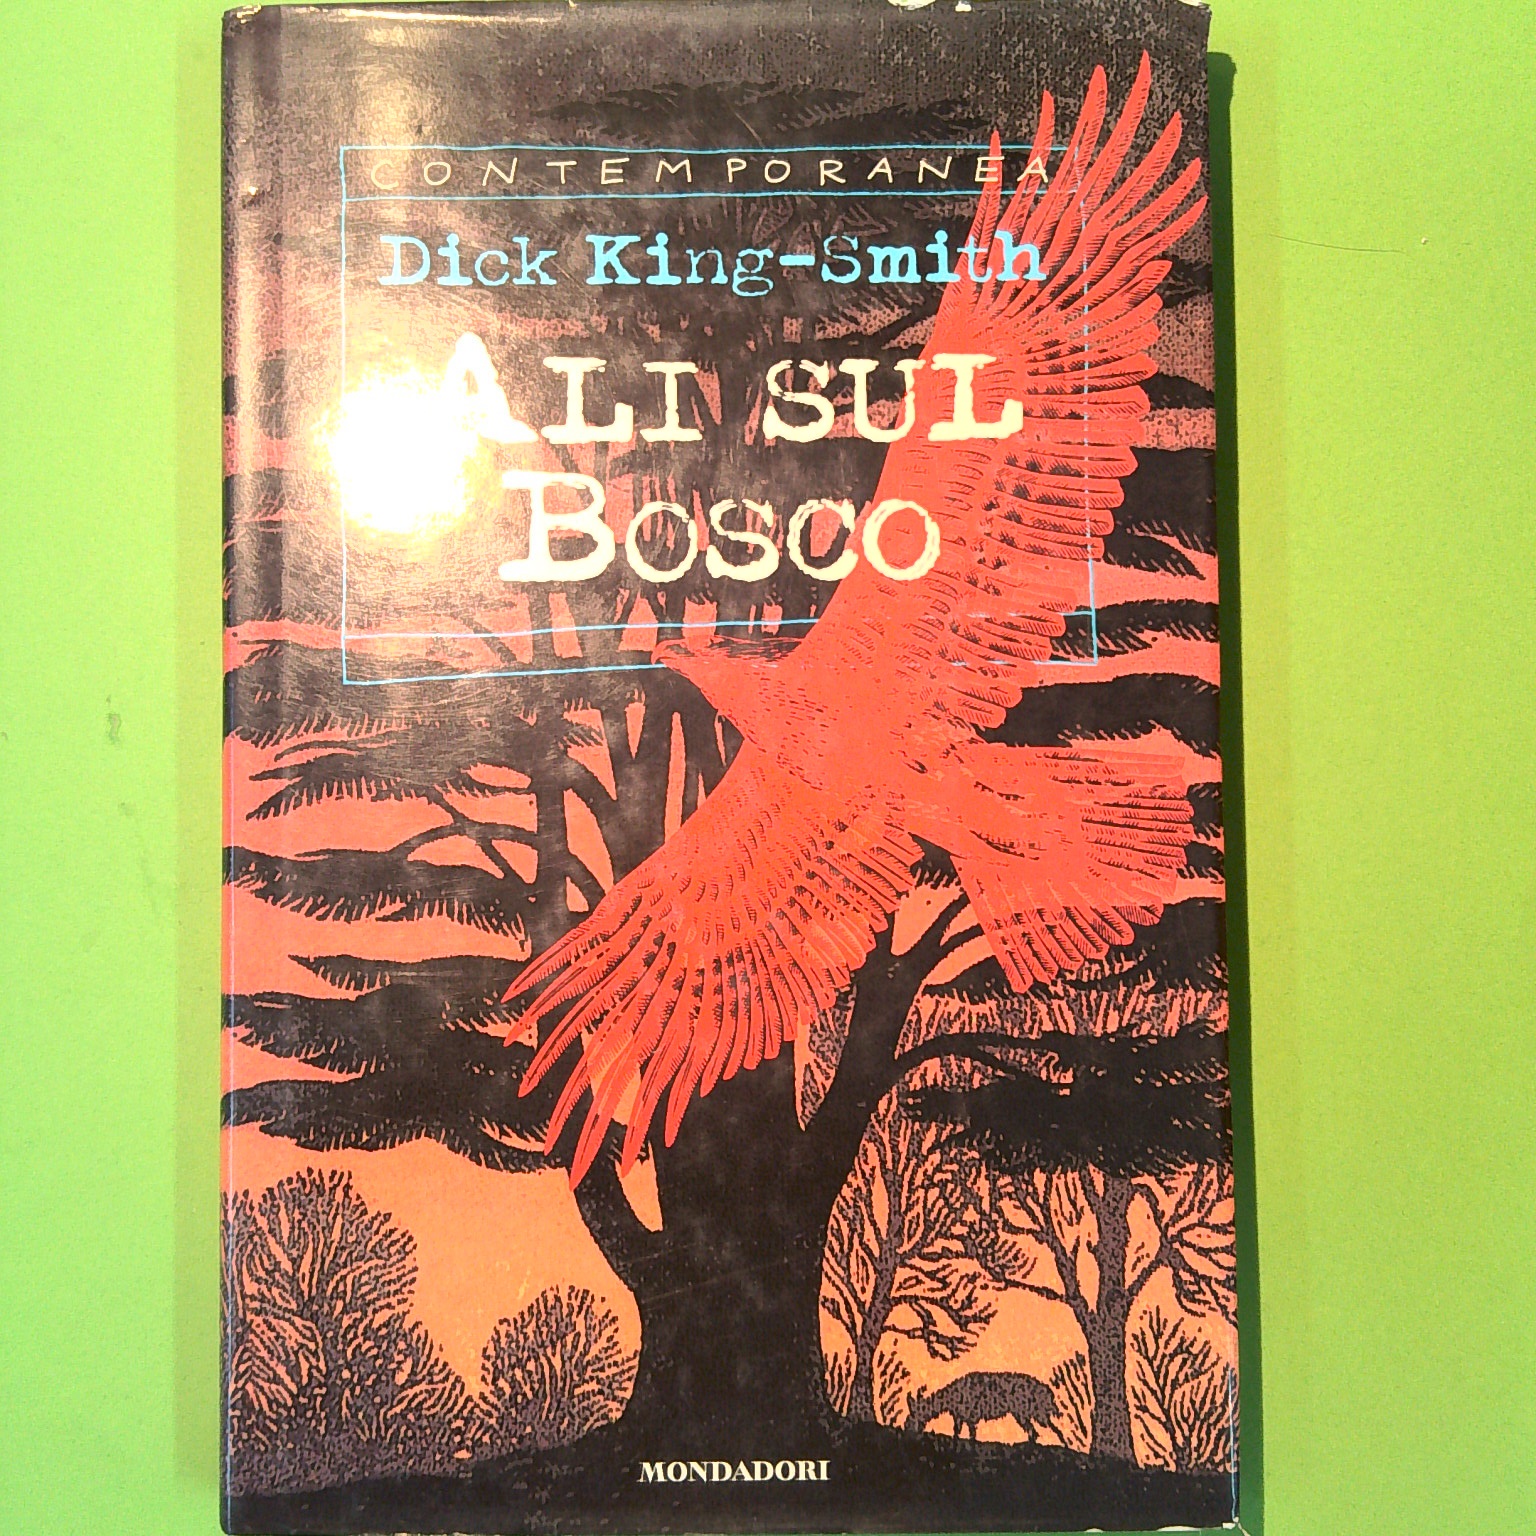 CONTEMPORANEA
Dick King-Smith
ALI SUL
BOSCO
MONDADORI